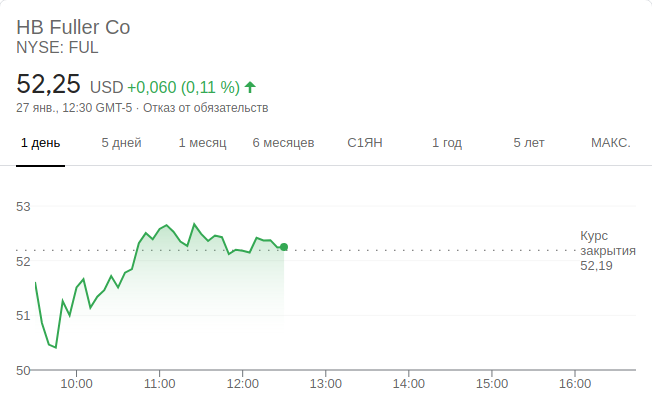 HB Fuller Co
NYSE: FUL
52,25 USD +0,060 (0,11 %)
27 янв., 12:30 GMT-5 · Отказ от обязательств
1 день 5 дней 1 месяц 6 месяцев С1ЯН 1 год 5 лет МАКС.
53
Курс
закрытия
52
52,19
51
50
10:00 11:00 12:00 13:00 14:00 15:00 16:00